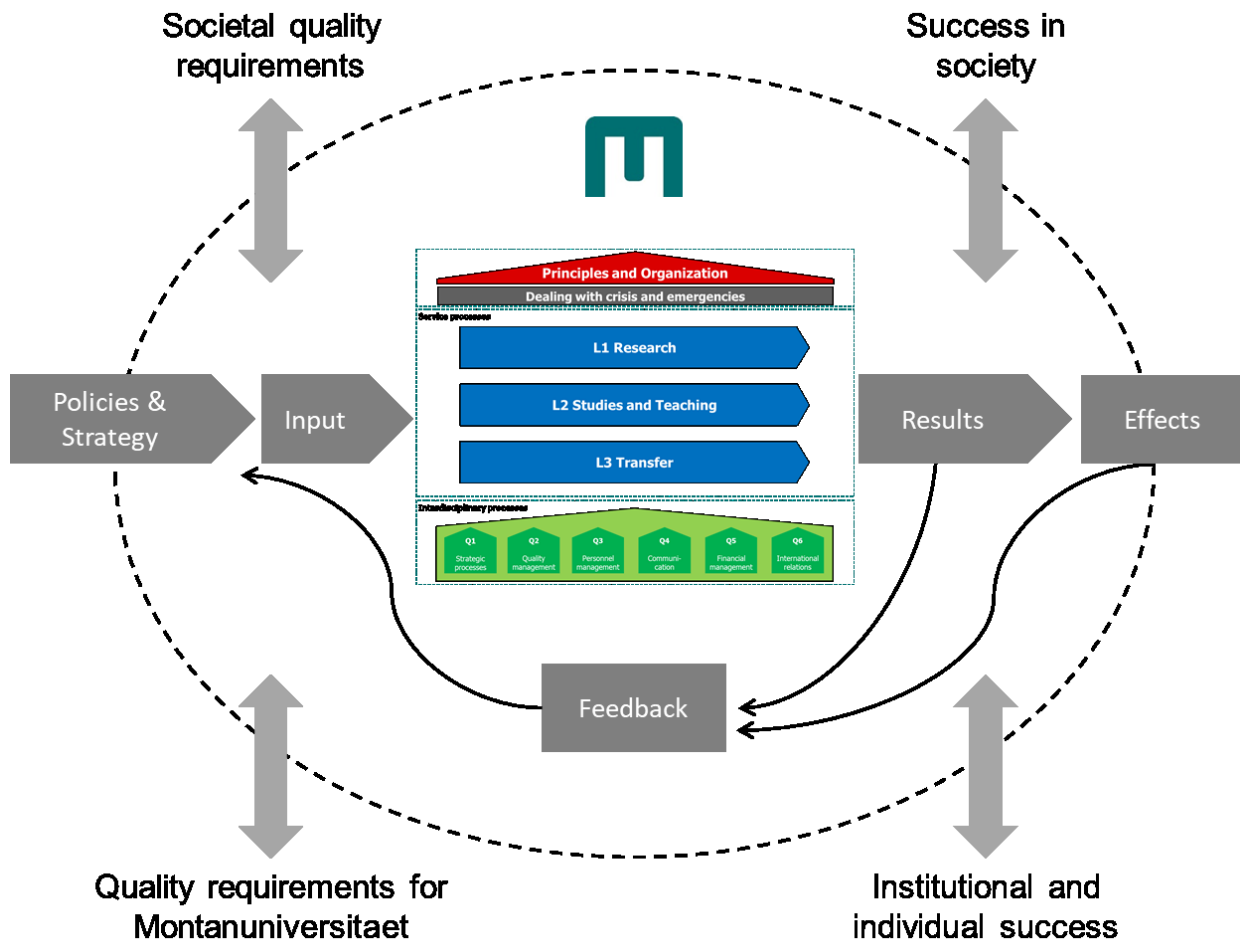 Societal quality
requirements
Success in
society
Principles and Organization
Dealing with crisis and emergencies
Service processes
L1 Research
L2 Studies and Teaching
L3 Transfer
Policies &
Strategy
Input
Results
Effects
Interdisciplinary processes
Q1
Strategic
processes
Q2
Quality
management
Q3
Personnel
management
Q4
Communi-
cation
Q5
Financial
management
Q6
International
relations
Feedback
Quality requirements for
Montanuniversitaet
Institutional and
individual success